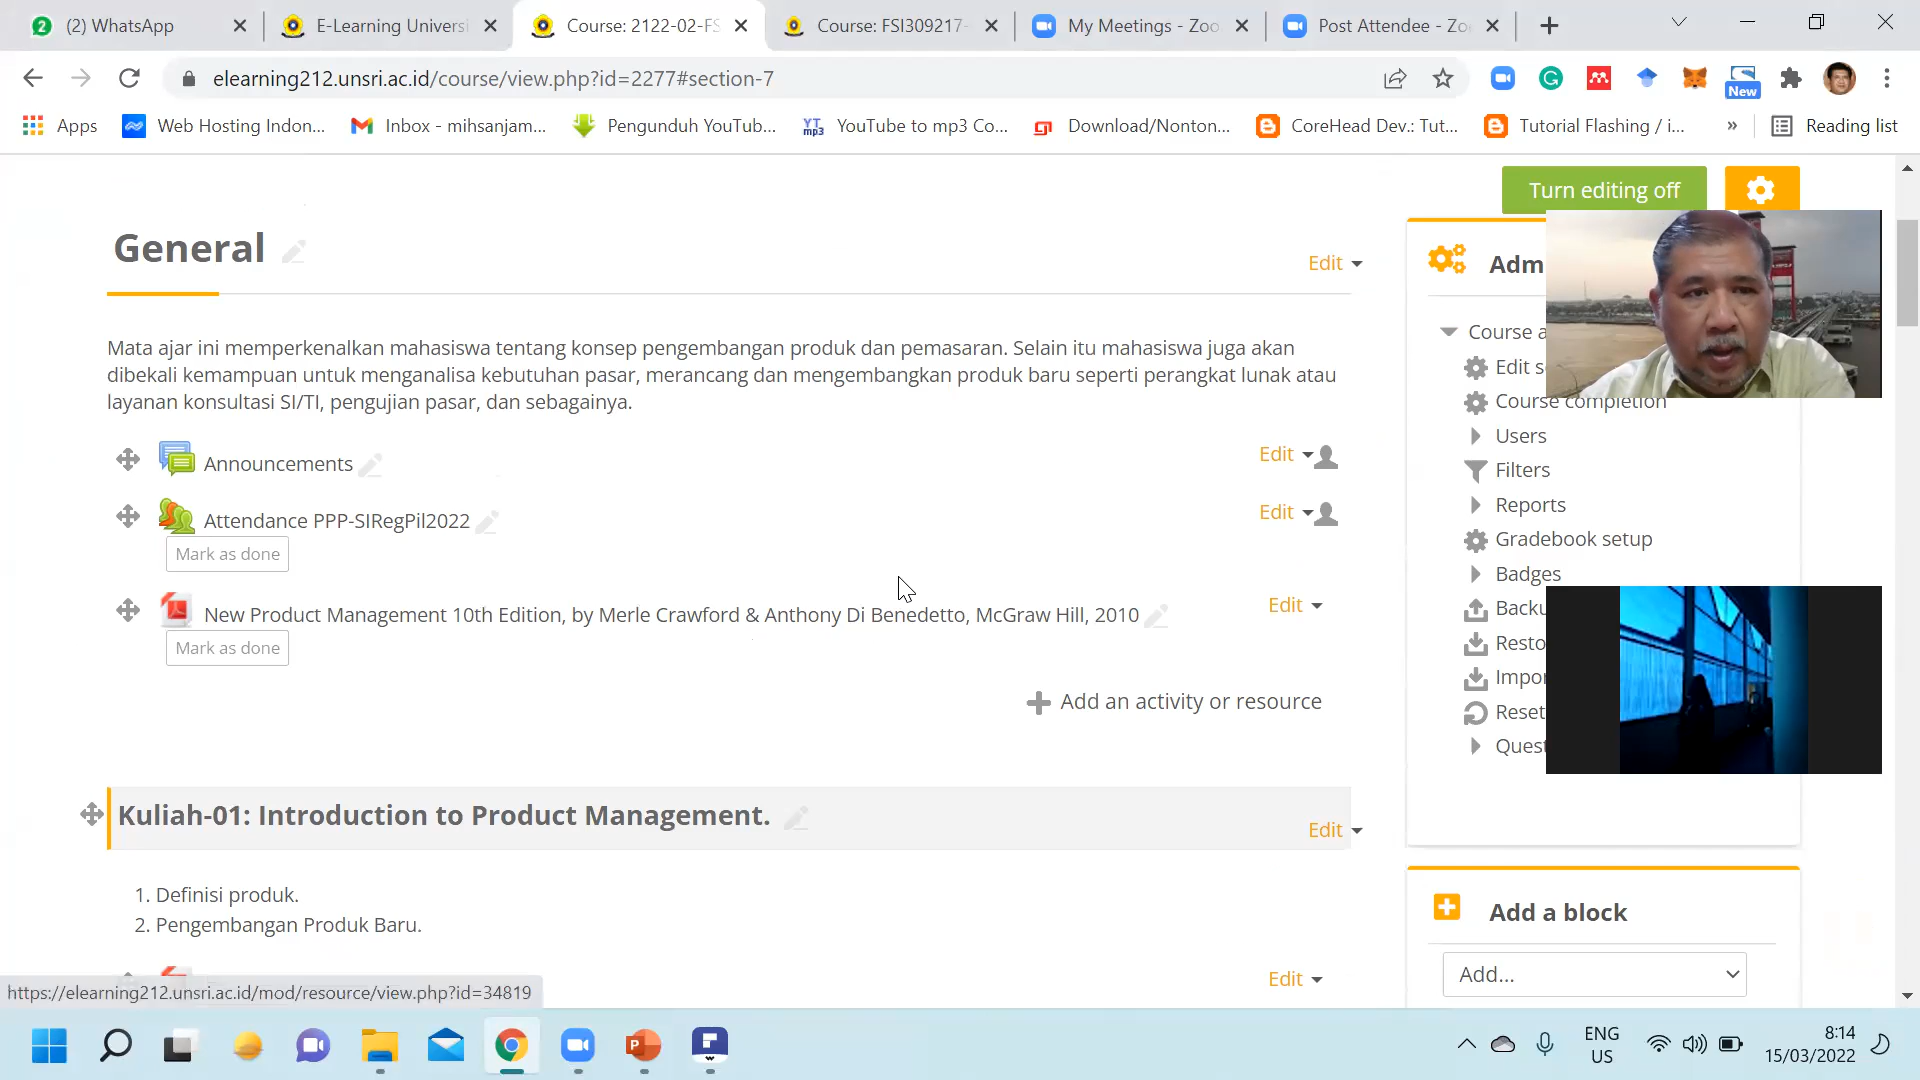 (2) WhatsApp
E-Learning Universi
Course: 2122-02-FS
Course: FSI309217-
My Meetings - Zoo
Post Attendee - Zo
elearning212.unsri.ac.id/course/view.php?id=2277#section-7
New
Apps
Web Hosting Indon...
Inbox - mihsanjam...
Pengunduh YouTub...
YT mp3
YouTube to mp3 Co...
Download/Nonton...
CoreHead Dev.: Tut...
Tutorial Flashing / i...
»
Reading list
Turn editing off
General
Edit
Mata ajar ini memperkenalkan mahasiswa tentang konsep pengembangan produk dan pemasaran. Selain itu mahasiswa juga akan
dibekali kemampuan untuk menganalisa kebutuhan pasar, merancang dan mengembangkan produk baru seperti perangkat lunak atau
layanan konsultasi SI/TI, pengujian pasar, dan sebagainya.
Announcements
Edit
Attendance PPP-SIRegPil2022
Edit
Mark as done
New Product Management 10th Edition, by Merle Crawford & Anthony Di Benedetto, McGraw Hill, 2010
Edit
Mark as done
Add an activity or resource
Kuliah-01: Introduction to Product Management.
Edit
1. Definisi produk.
2. Pengembangan Produk Baru.
Edit
Adm
Course a
Edit s
Course completion
Users
Filters
Reports
Gradebook setup
Badges
Backu
Resto
Impor
Reset
Quest
Add a block
Add...
https://elearning212.unsri.ac.id/mod/resource/view.php?id=34819
ENG
US
8:14
15/03/2022